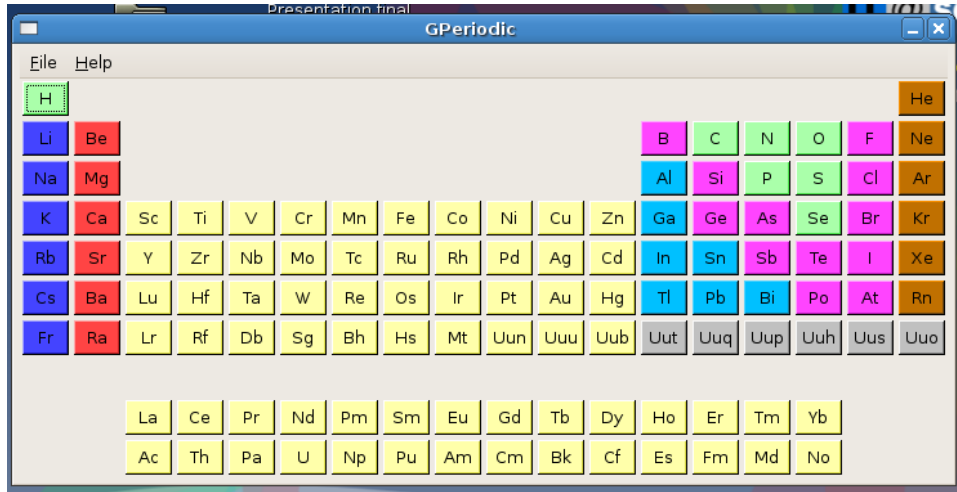 Presentation final
GPeriodic
File Help
H He
Li Be B C N O F Ne
Na Mg Al Si P S Cl Ar
K Ca Sc Ti V Cr Mn Fe Co Ni Cu Zn Ga Ge As Se Br Kr
Rb Sr Y Zr Nb Mo Tc Ru Rh Pd Ag Cd In Sn Sb Te I Xe
Cs Ba Lu Hf Ta W Re Os Ir Pt Au Hg Tl Pb Bi Po At Rn
Fr Ra Lr Rf Db Sg Bh Hs Mt Uun Uuu Uub Uut Uuq Uup Uuh Uus Uuo
La Ce Pr Nd Pm Sm Eu Gd Tb Dy Ho Er Tm Yb
Ac Th Pa U Np Pu Am Cm Bk Cf Es Fm Md No